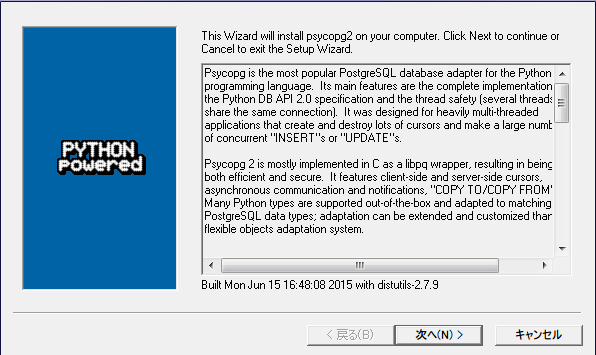 This Wizard will install psycopg2 on your computer. Click Next to continue or
Cancel to exit the Setup Wizard.
Psycopg is the most popular PostgreSQL database adapter for the Python
programming language. Its main features are the complete implementation
the Python DB API 2.0 specification and the thread safety (several threads
share the same connection). It was designed for heavily multi-threaded
applications that create and destroy lots of cursors and make a large numb
of concurrent "INSERT"s or "UPDATE"s.
Psycopg 2 is mostly implemented in C as a libpq wrapper, resulting in being
both efficient and secure. It features client-side and server-side cursors,
asynchronous communication and notifications, "COPY TO/COPY FROM"
Many Python types are supported out-of-the-box and adapted to matching
PostgreSQL data types; adaptation can be extended and customized than
flexible objects adaptation system.
PYTHON
Powered
Built Mon Jun 15 16:48:08 2015 with distutils-2.7.9
< 戻る(B)
次へ(N) >
キャンセル